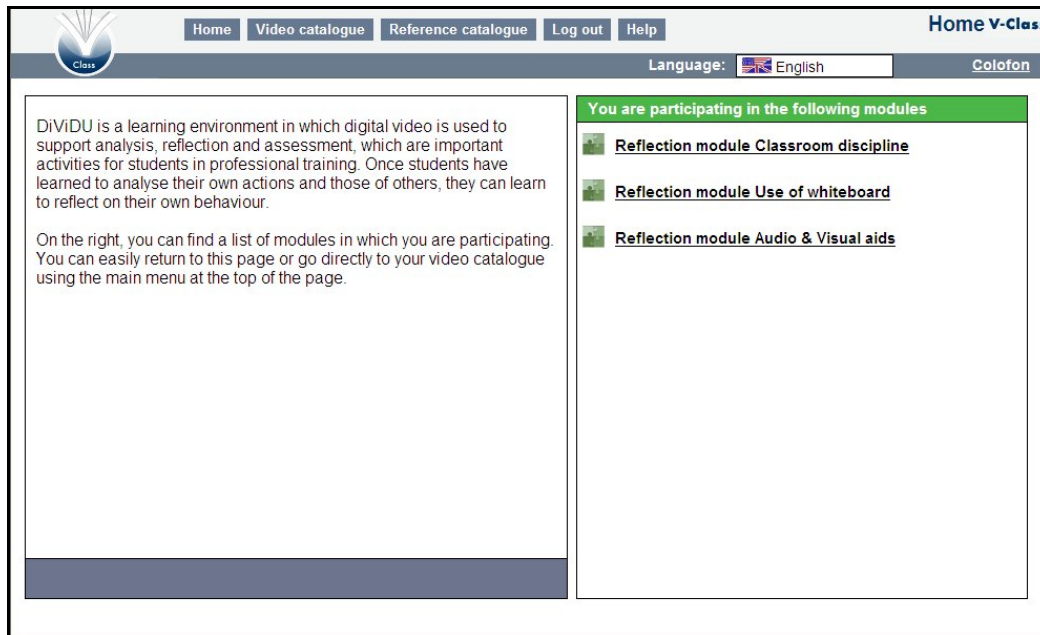 Home Video catalogue Reference catalogue Log out Help
Home V-Clas
Class
Language: English Colofon
DiViDU is a learning environment in which digital video is used to
support analysis, reflection and assessment, which are important
activities for students in professional training. Once students have
learned to analyse their own actions and those of others, they can learn
to reflect on their own behaviour.
On the right, you can find a list of modules in which you are participating.
You can easily return to this page or go directly to your video catalogue
using the main menu at the top of the page.
You are participating in the following modules
Reflection module Classroom discipline
Reflection module Use of whiteboard
Reflection module Audio & Visual aids